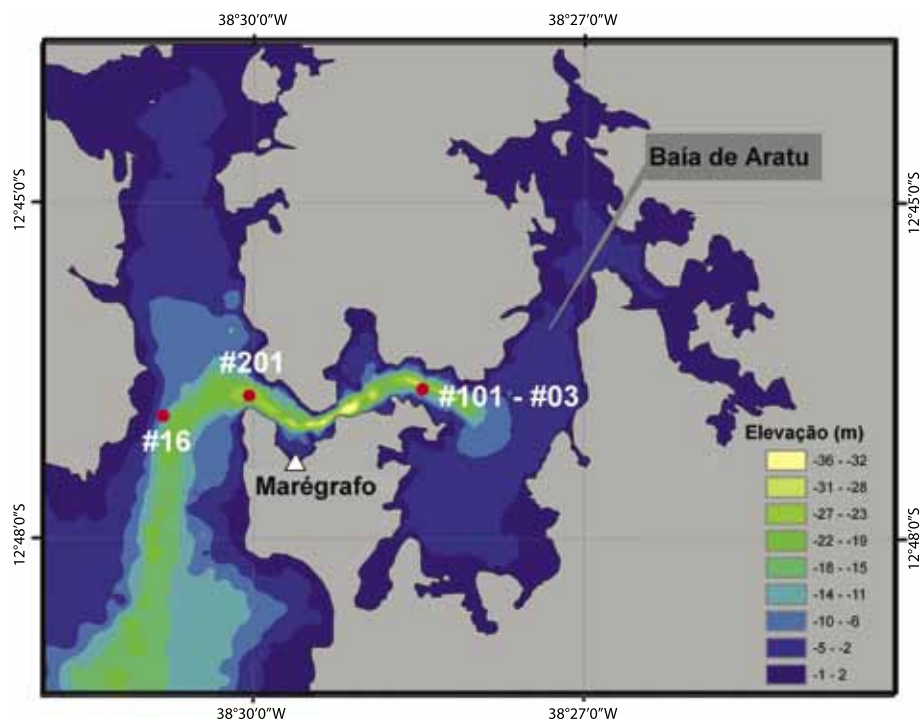 38°30'0"W
38°27'0"W
Baía de Aratu
12°45'0"S
12°45'0"S
#201
#101 - #03
#16
Marégrafo
Elevação (m)
-36 - -32
-31 - -28
-27 - -23
-22 - -19
-18 - -15
-14 - -11
-10 - -6
-5 - -2
-1 - 2
12°48'0"S
12°48'0"S
38°30'0"W
38°27'0"W